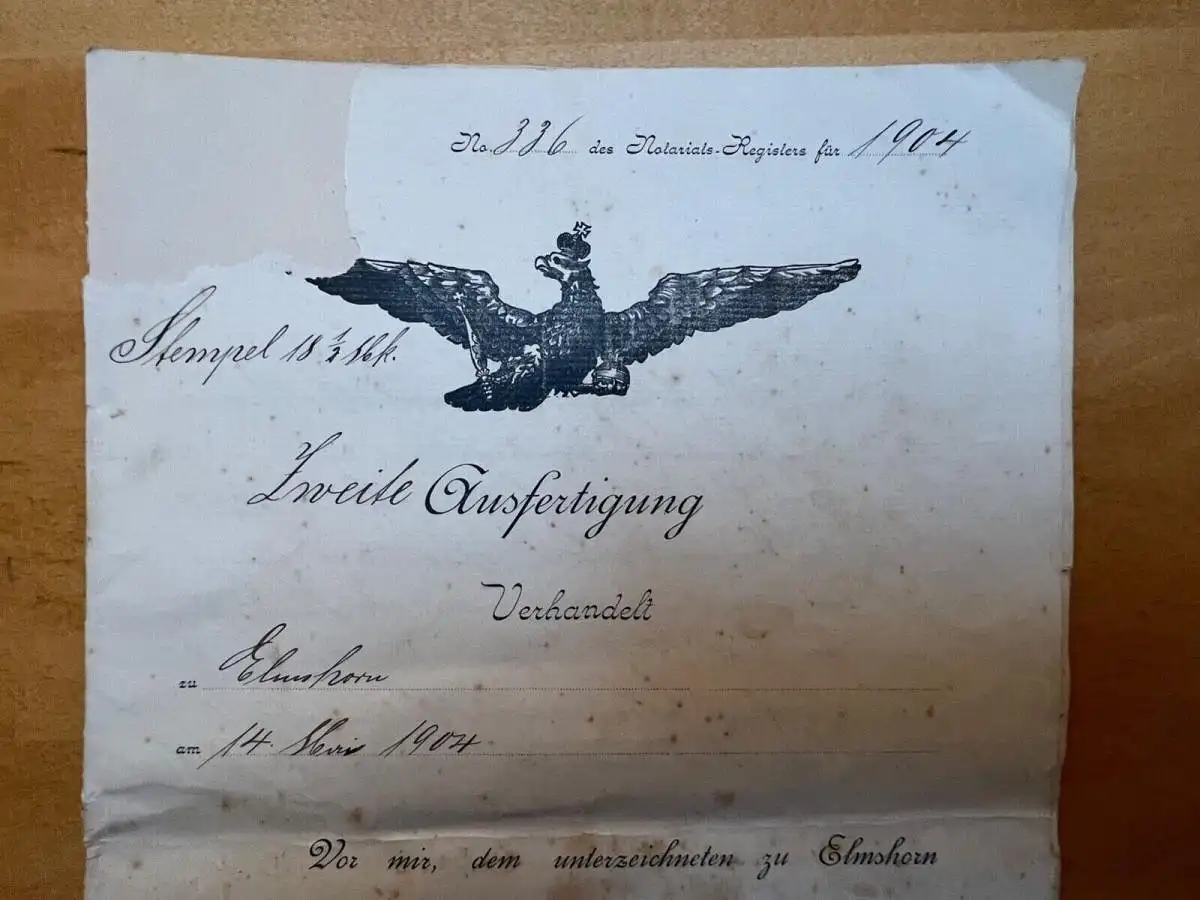 No. 336 des Notariats-Registers für 1904
Stempel 18 1/2 Mk.
Zweite Ausfertigung
Verhandelt
zu Elmshorn
am 14. Mai 1904
Vor mir, dem unterzeichneten zu Elmshorn